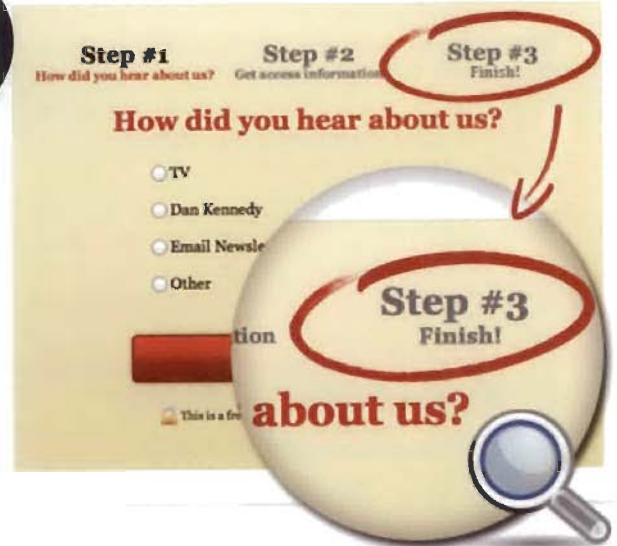 Step #1
How did you hear about us?
Step #2
Get access information
Step #3
Finish!
How did you hear about us?
TV
Dan Kennedy
Email Newsle
Other
This is a fre
tion
Step #3
Finish!
about us?